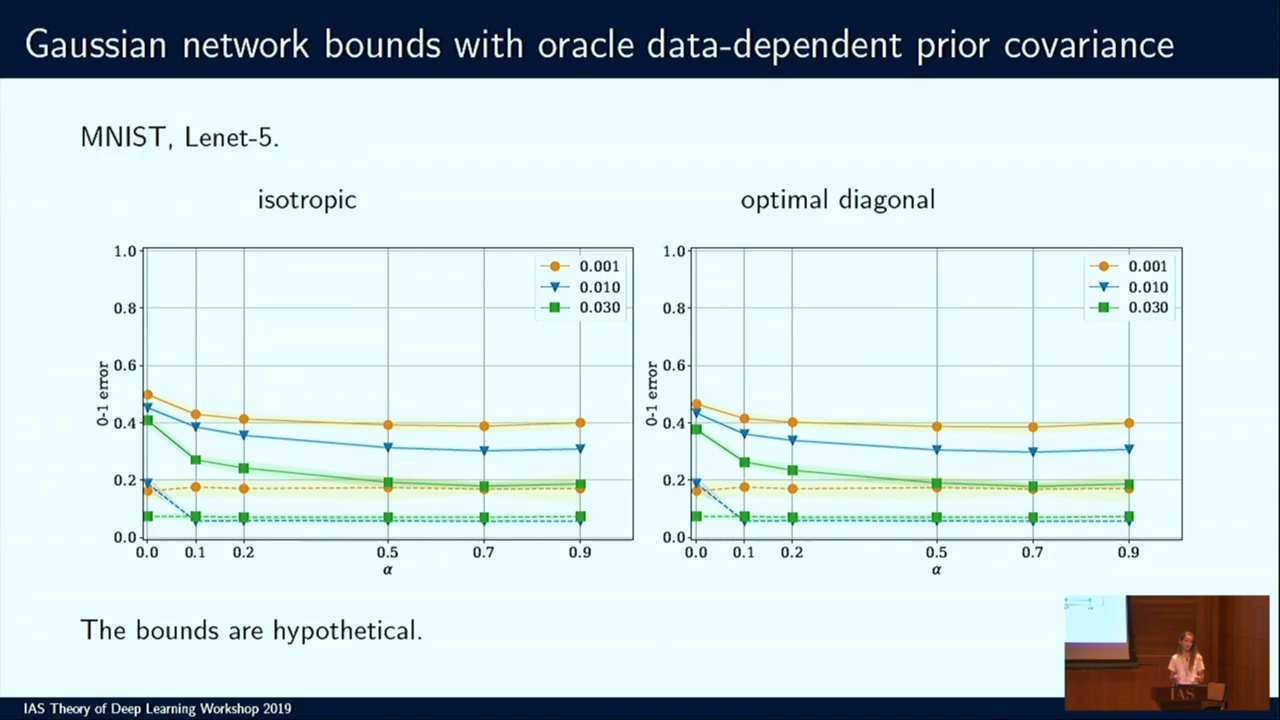 Gaussian network bounds with oracle data-dependent prior covariance
MNIST, Lenet-5.
isotropic
optimal diagonal
1.0
0.8
0.6
0.4
0.2
0.0
0-1 error
0.0 0.1 0.2 0.5 0.7 0.9
α
0.001
0.010
0.030
1.0
0.8
0.6
0.4
0.2
0.0
0-1 error
0.0 0.1 0.2 0.5 0.7 0.9
α
0.001
0.010
0.030
The bounds are hypothetical.
IAS
IAS Theory of Deep Learning Workshop 2019